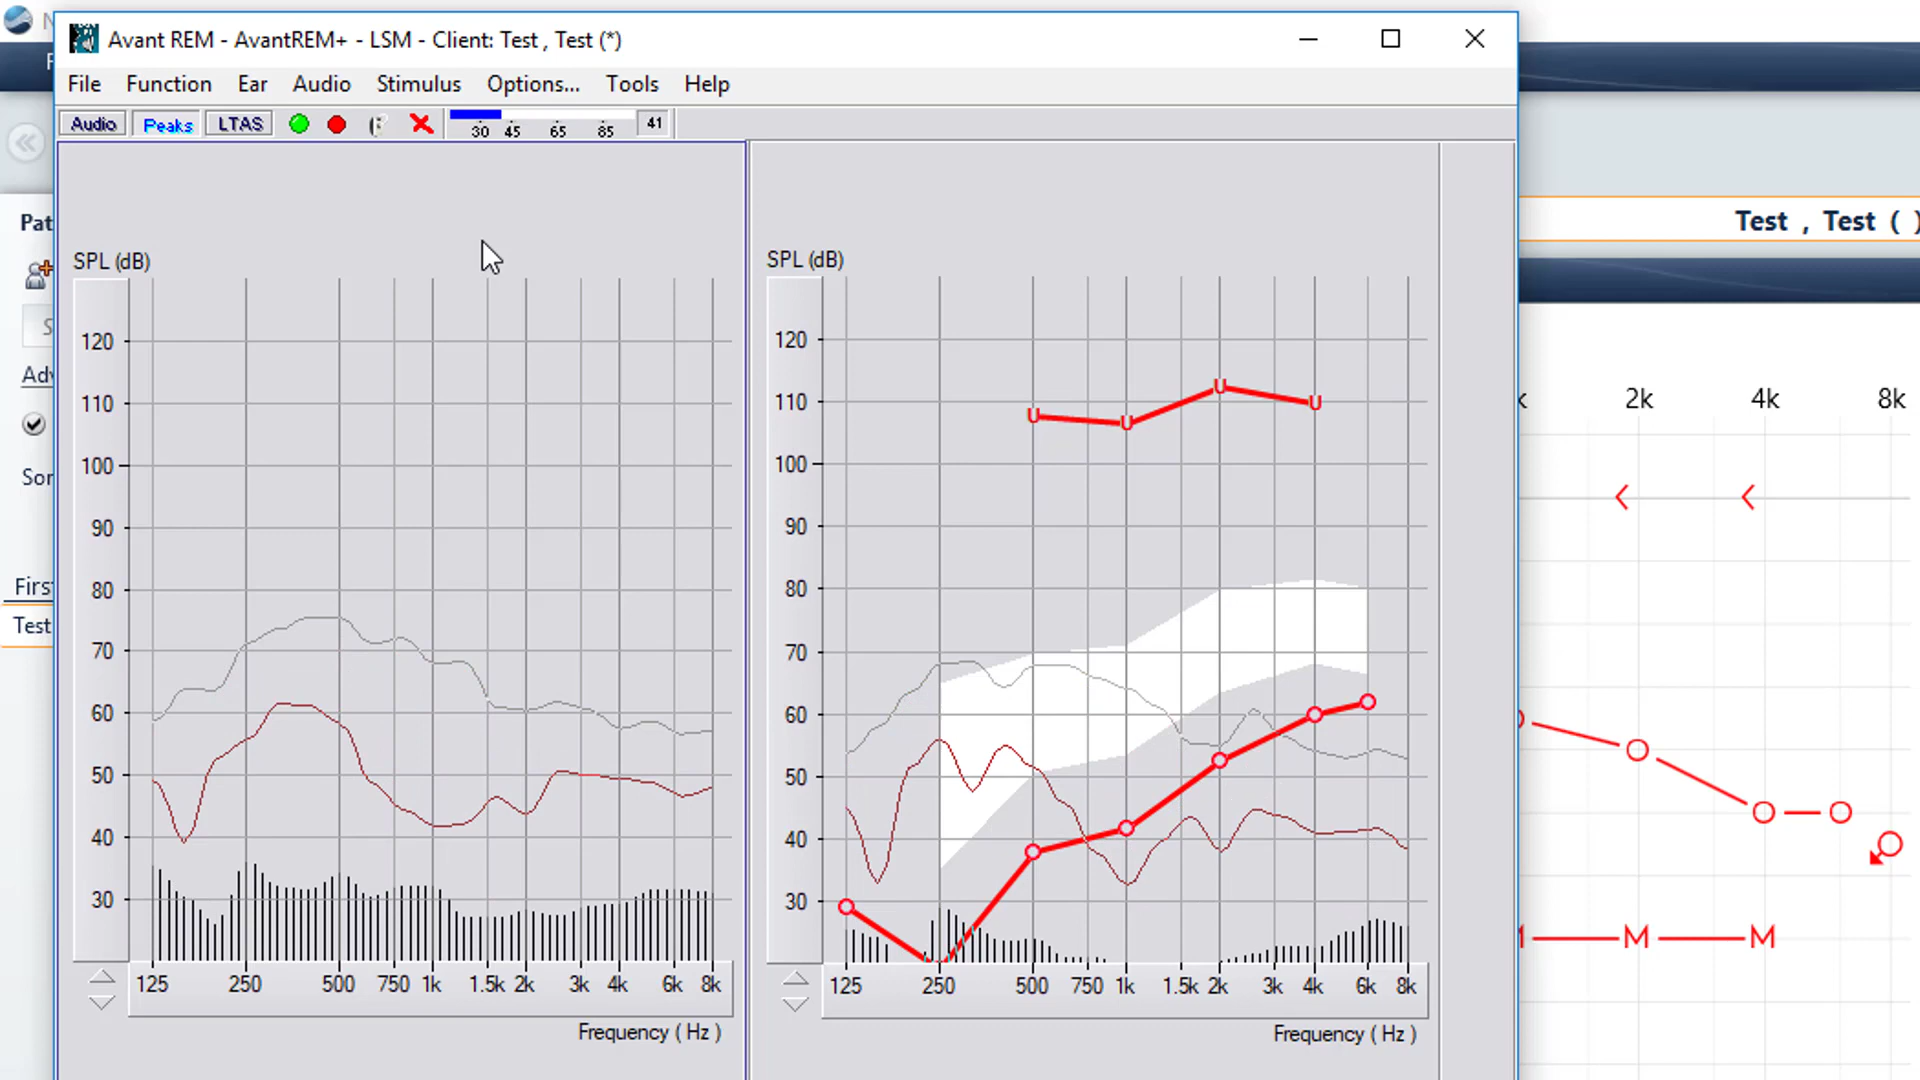 Avant REM - AvantREM+ - LSM - Client: Test , Test (*)
File Function Ear Audio Stimulus Options... Tools Help
Audio Peaks LTAS 30 45 65 85 41
Test , Test ( )
SPL (dB)
120
110
100
90
80
70
60
50
40
30
125 250 500 750 1k 1.5k 2k 3k 4k 6k 8k
Frequency ( Hz )
SPL (dB)
120
110
100
90
80
70
60
50
40
30
U U U U
125 250 500 750 1k 1.5k 2k 3k 4k 6k 8k
Frequency ( Hz )
2k 4k 8k
M M
Test